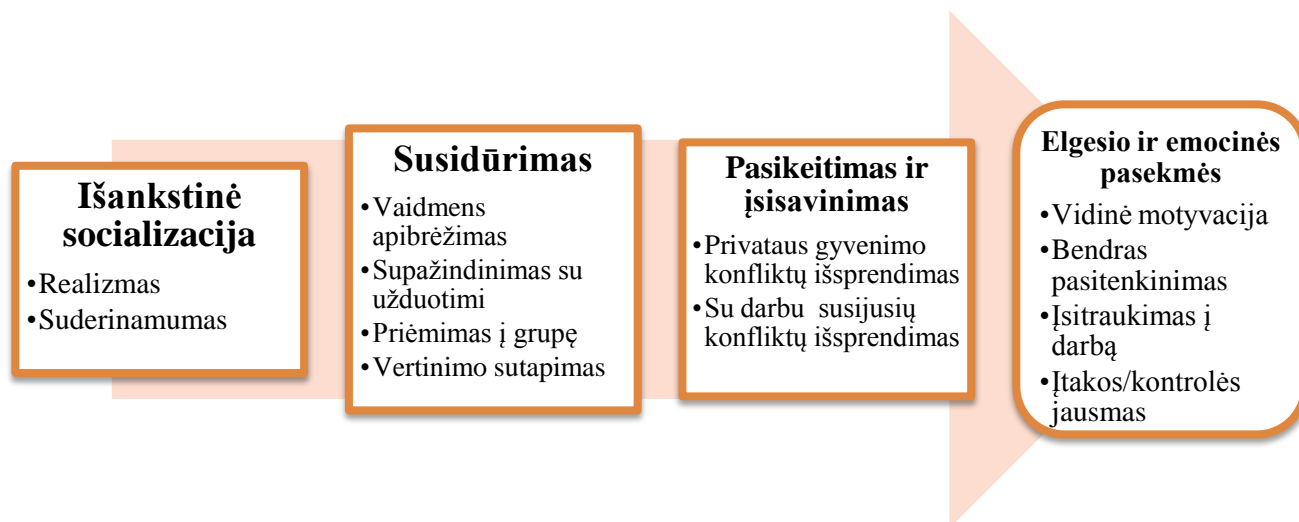 Išankstinė
socializacija
•Realizmas
•Suderinamumas
Susidūrimas
•Vaidmens
apibrėžimas
•Supažindinimas su
užduotimi
•Priėmimas į grupę
•Vertinimo sutapimas
Pasikeitimas ir
įsisavinimas
•Privataus gyvenimo
konfliktų išsprendimas
•Su darbu susijusių
konfliktų išsprendimas
Elgesio ir emocinės
pasekmės
•Vidinė motyvacija
•Bendras
pasitenkinimas
•Įsitraukimas į
darbą
•Įtakos/kontrolės
jausmas